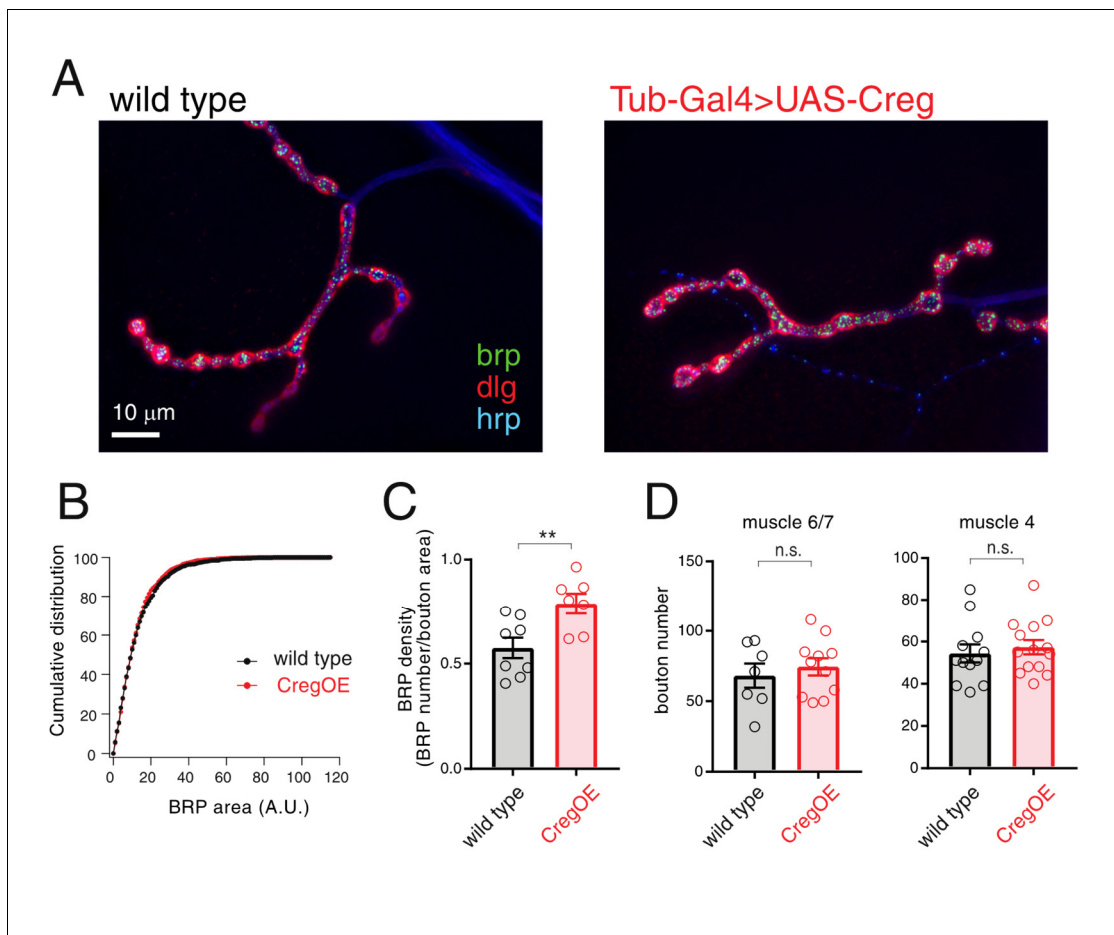 A
wild type
Tub-Gal4>UAS-Creg
brp
dlg
hrp
10 μm
B
Cumulative distribution
100
80
60
40
20
0
wild type
CregOE
0 20 40 60 80 100 120
BRP area (A.U.)
C
BRP density
(BRP number/bouton area)
**
1.0
0.5
0.0
wild type
CregOE
D
muscle 6/7
n.s.
bouton number
150
100
50
0
wild type
CregOE
muscle 4
n.s.
100
80
60
40
20
0
wild type
CregOE